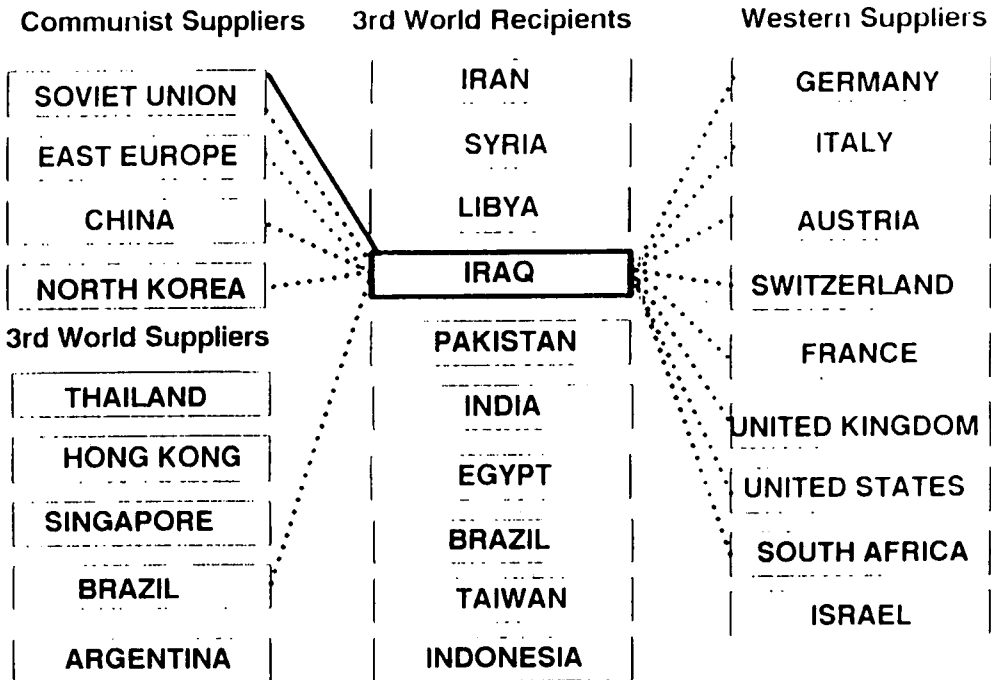 Communist Suppliers
SOVIET UNION
EAST EUROPE
CHINA
NORTH KOREA
3rd World Suppliers
THAILAND
HONG KONG
SINGAPORE
BRAZIL
ARGENTINA
3rd World Recipients
IRAN
SYRIA
LIBYA
IRAQ
PAKISTAN
INDIA
EGYPT
BRAZIL
TAIWAN
INDONESIA
Western Suppliers
GERMANY
ITALY
AUSTRIA
SWITZERLAND
FRANCE
UNITED KINGDOM
UNITED STATES
SOUTH AFRICA
ISRAEL